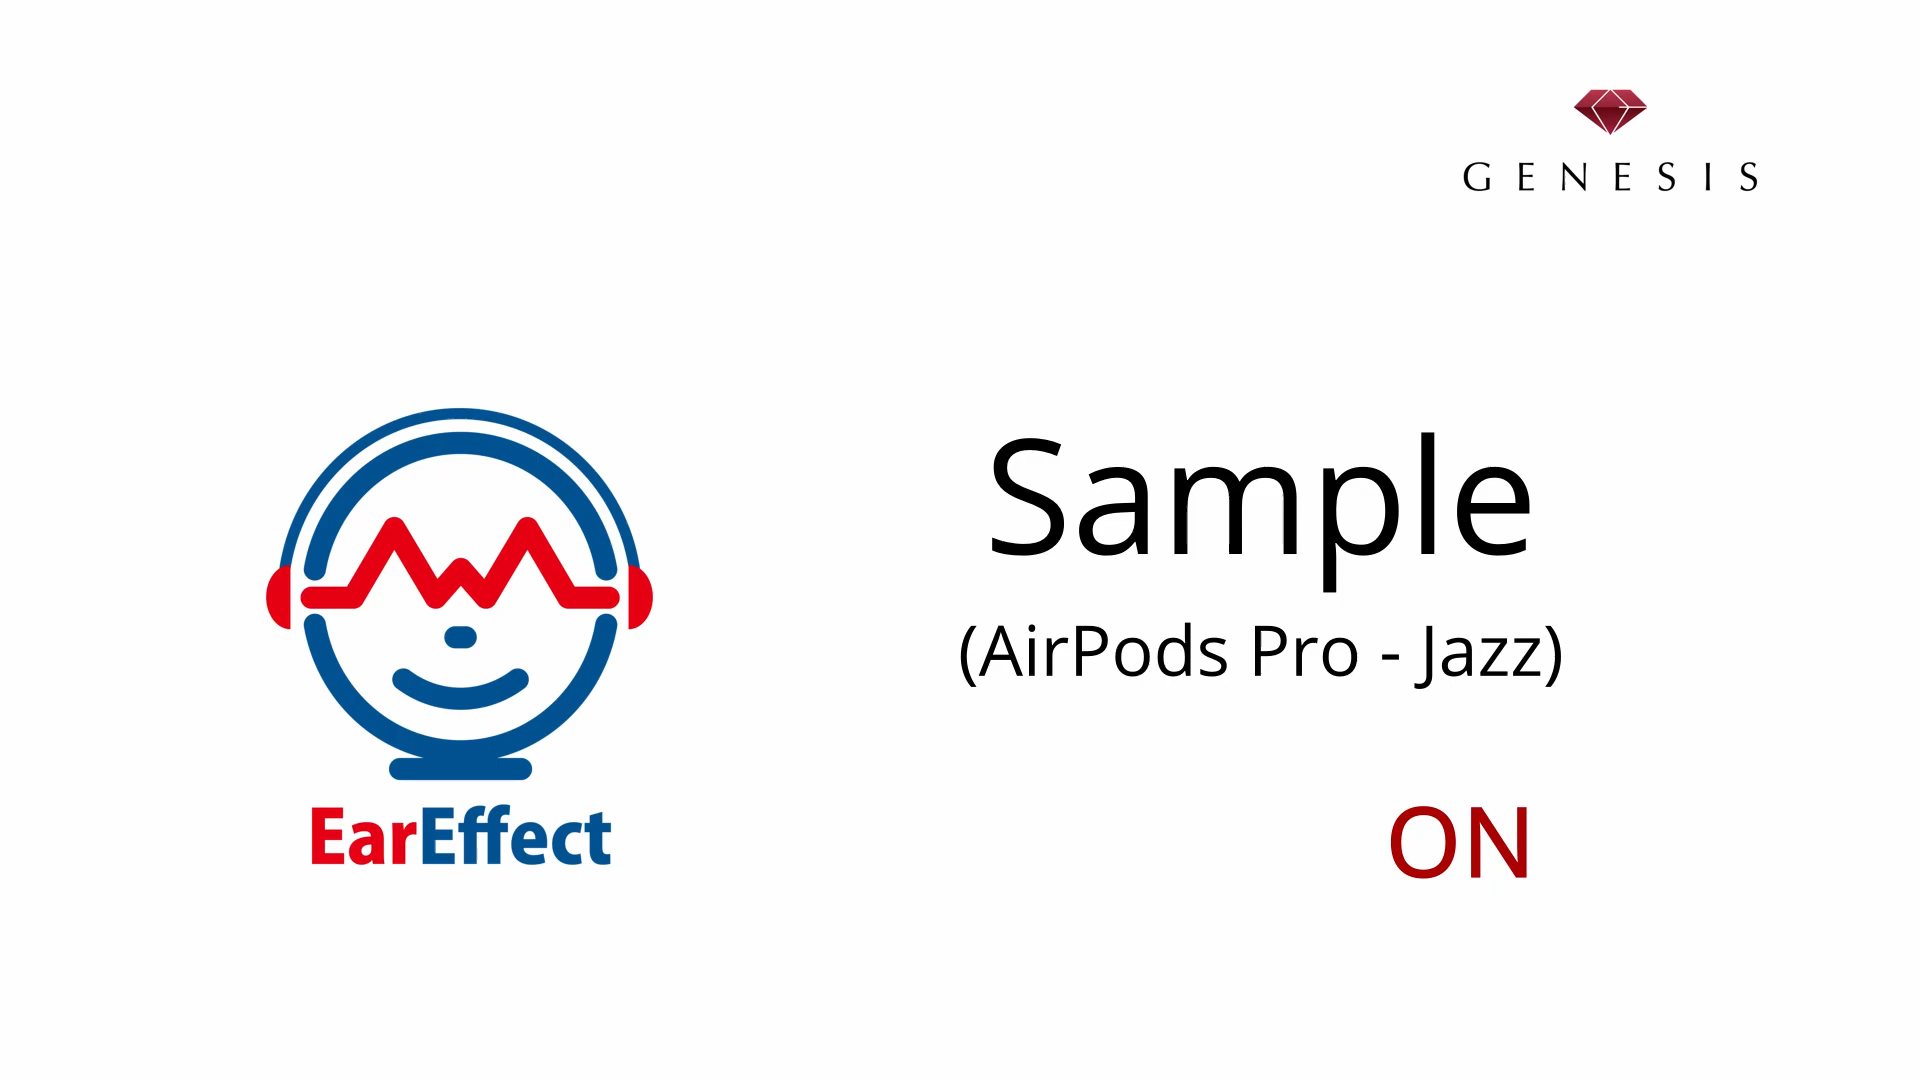 GENESIS
Sample
(AirPods Pro - Jazz)
ON
EarEffect